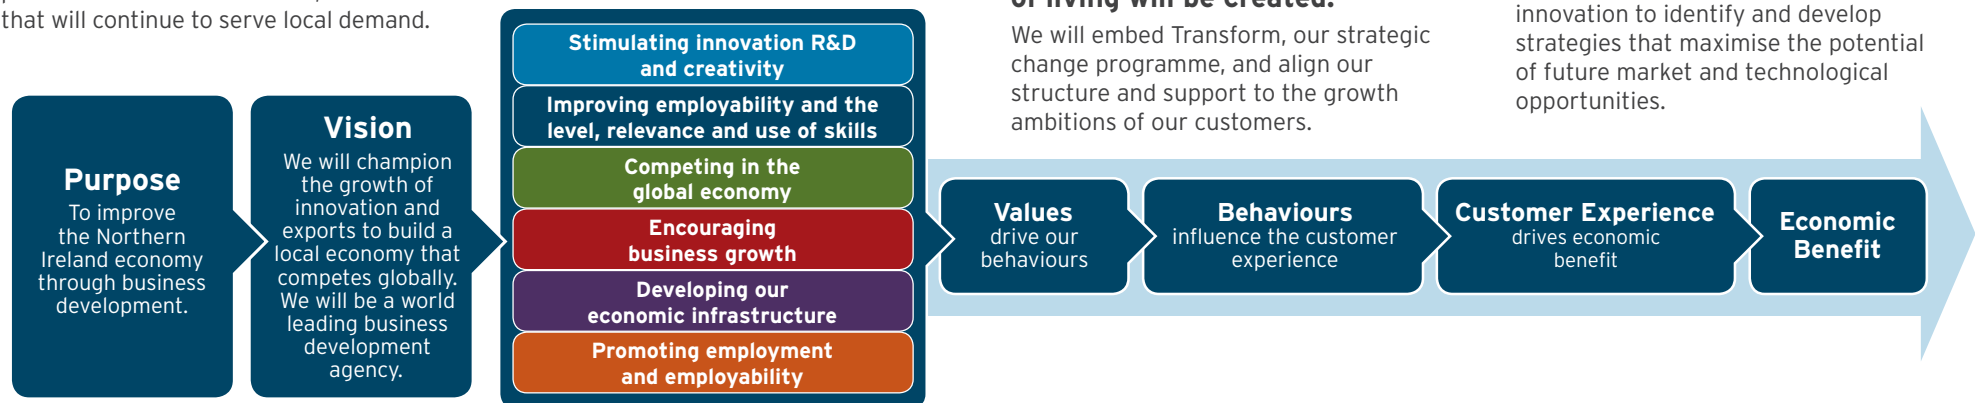 that will continue to serve local demand.
Purpose
To improve
the Northern
Ireland economy
through business
development.
Vision
We will champion
the growth of
innovation and
exports to build a
local economy that
competes globally.
We will be a world
leading business
development
agency.
Stimulating innovation R&D
and creativity
Improving employability and the
level, relevance and use of skills
Competing in the
global economy
Encouraging
business growth
Developing our
economic infrastructure
Promoting employment
and employability
of living will be created.
We will embed Transform, our strategic
change programme, and align our
structure and support to the growth
ambitions of our customers.
innovation to identify and develop
strategies that maximise the potential
of future market and technological
opportunities.
Values
drive our
behaviours
Behaviours
influence the customer
experience
Customer Experience
drives economic
benefit
Economic
Benefit